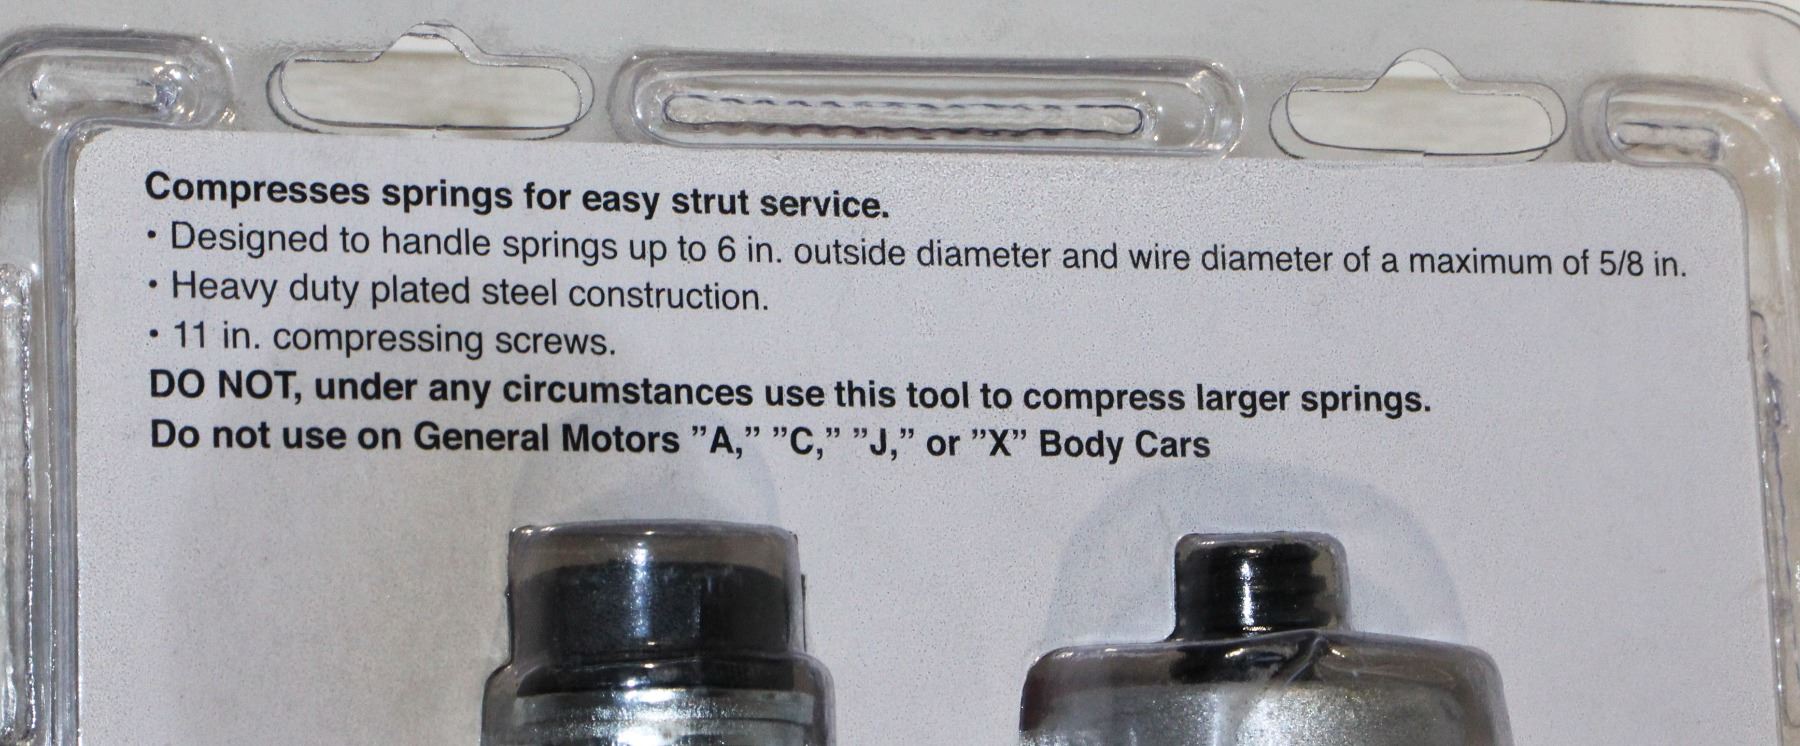 Compresses springs for easy strut service.
• Designed to handle springs up to 6 in. outside diameter and wire diameter of a maximum of 5/8 in.
• Heavy duty plated steel construction.
• 11 in. compressing screws.
DO NOT, under any circumstances use this tool to compress larger springs.
Do not use on General Motors ”A,” ”C,” ”J,” or ”X” Body Cars